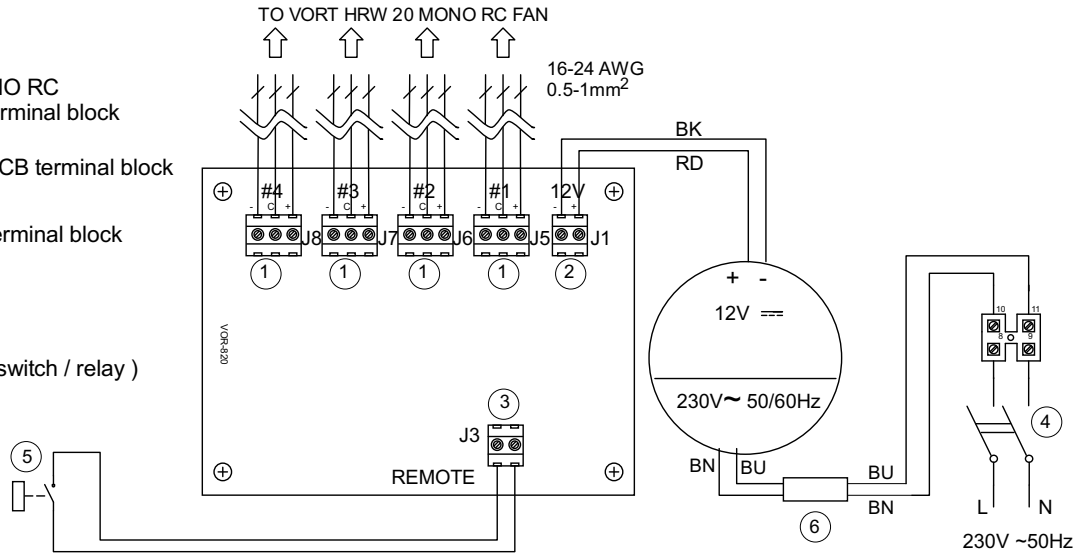 TO VORT HRW 20 MONO RC FAN
16-24 AWG
0.5-1mm²
NO RC
erminal block
CB terminal block
erminal block
switch / relay )
BK
RD
#4 #3 #2 #1 12V
- C + - C + - C + - C + - +
J8 J7 J6 J5 J1
1 1 1 1 2
VOR-820
+ -
12V
230V~ 50/60Hz
10 11
8 9
3
J3
REMOTE
4
5
BN BU
BU
BN
6
L N
230V ~50Hz